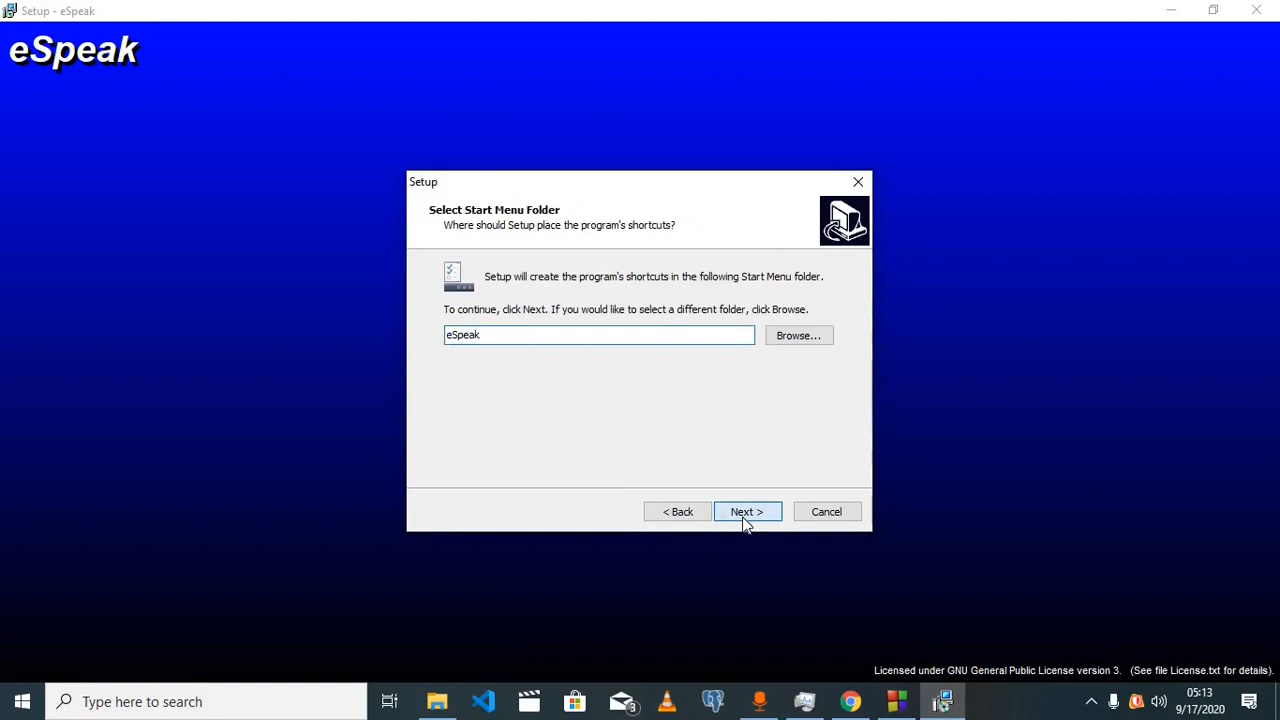 Setup - eSpeak
eSpeak
Setup
Select Start Menu Folder
Where should Setup place the program's shortcuts?
Setup will create the program's shortcuts in the following Start Menu folder.
To continue, click Next. If you would like to select a different folder, click Browse.
eSpeak
Browse...
< Back
Next >
Cancel
Licensed under GNU General Public License version 3. (See file License.txt for details).
Type here to search
3
05:13
9/17/2020